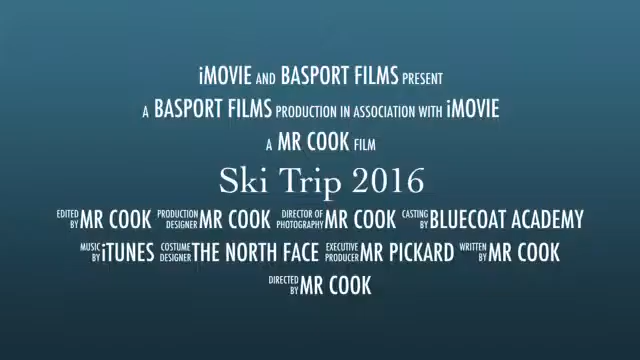 iMOVIE AND BASPORT FILMS PRESENT
A BASPORT FILMS PRODUCTION IN ASSOCIATION WITH iMOVIE
A MR COOK FILM
Ski Trip 2016
EDITED BY MR COOK PRODUCTION DESIGNER MR COOK DIRECTOR OF PHOTOGRAPHY MR COOK CASTING BY BLUECOAT ACADEMY
MUSIC BY iTUNES COSTUME DESIGNER THE NORTH FACE EXECUTIVE PRODUCER MR PICKARD WRITTEN BY MR COOK
DIRECTED BY MR COOK